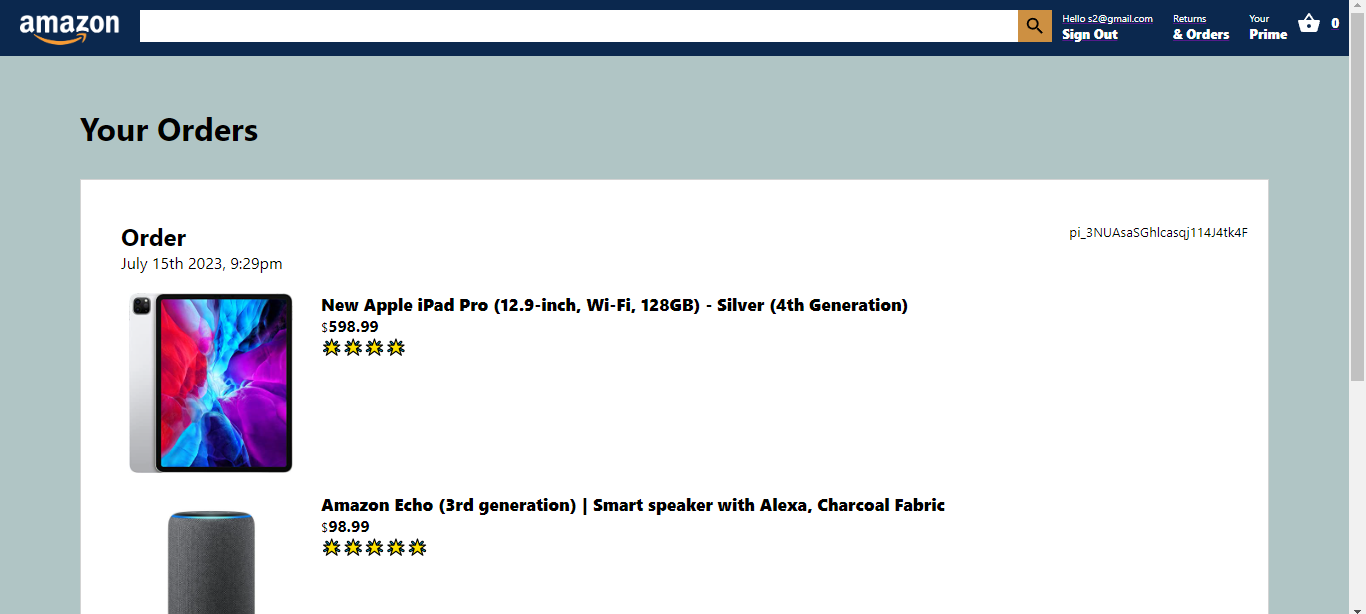 amazon
Hello s2@gmail.com
Sign Out
Returns
& Orders
Your
Prime
0
Your Orders
Order
pi_3NUAsaSGhlcasqj114J4tk4F
July 15th 2023, 9:29pm
New Apple iPad Pro (12.9-inch, Wi-Fi, 128GB) - Silver (4th Generation)
$598.99
Amazon Echo (3rd generation) | Smart speaker with Alexa, Charcoal Fabric
$98.99